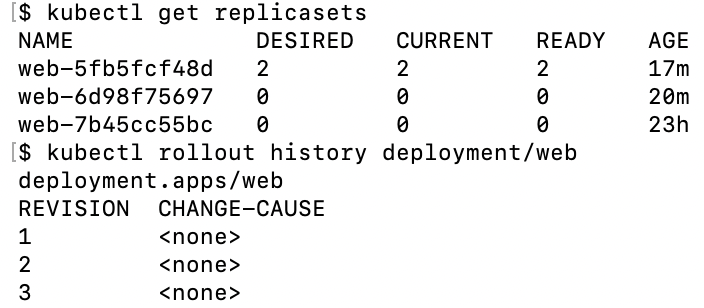 [$ kubectl get replicasets
NAME DESIRED CURRENT READY AGE
web-5fb5fcf48d 2 2 2 17m
web-6d98f75697 0 0 0 20m
web-7b45cc55bc 0 0 0 23h
[$ kubectl rollout history deployment/web
deployment.apps/web
REVISION CHANGE-CAUSE
1 <none>
2 <none>
3 <none>